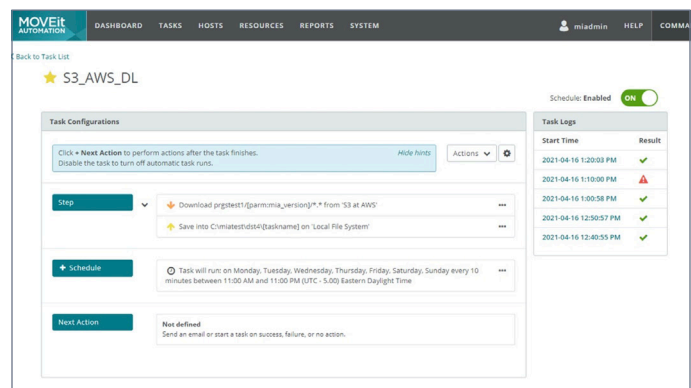 MOVEit
AUTOMATION
DASHBOARD TASKS HOSTS RESOURCES REPORTS SYSTEM miadmin HELP COMMA
Back to Task List
S3_AWS_DL
Schedule: Enabled ON
Task Configurations
Click + Next Action to perform actions after the task finishes.
Disable the task to turn off automatic task runs.
Hide hints
Actions
Step
Download prgstest1/[parm:mia_version]/*.* from 'S3 at AWS'
Save into C:\miatest\dst4\[taskname] on 'Local File System'
+ Schedule
Task will run: on Monday, Tuesday, Wednesday, Thursday, Friday, Saturday, Sunday every 10
minutes between 11:00 AM and 11:00 PM (UTC - 5.00) Eastern Daylight Time
Next Action
Not defined
Send an email or start a task on success, failure, or no action.
Task Logs
Start Time Result
2021-04-16 1:20:03 PM
2021-04-16 1:10:00 PM
2021-04-16 1:00:58 PM
2021-04-16 12:50:57 PM
2021-04-16 12:40:55 PM